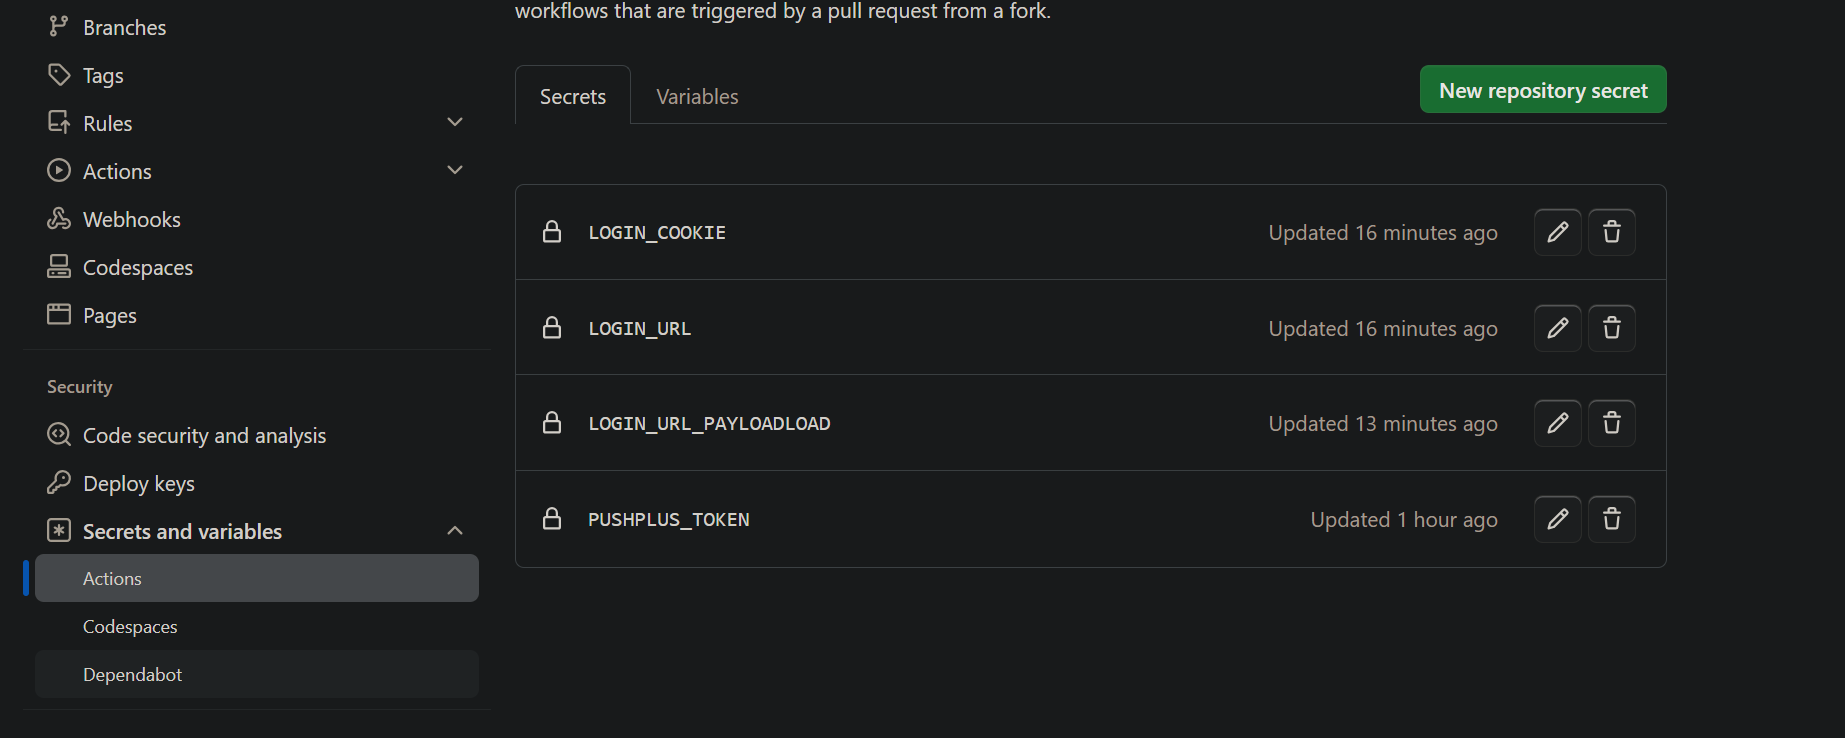 Branches
Tags
Rules
Actions
Webhooks
Codespaces
Pages
Security
Code security and analysis
Deploy keys
Secrets and variables
Actions
Codespaces
Dependabot
workflows that are triggered by a pull request from a fork.
Secrets Variables New repository secret
LOGIN_COOKIE Updated 16 minutes ago
LOGIN_URL Updated 16 minutes ago
LOGIN_URL_PAYLOADLOAD Updated 13 minutes ago
PUSHPLUS_TOKEN Updated 1 hour ago